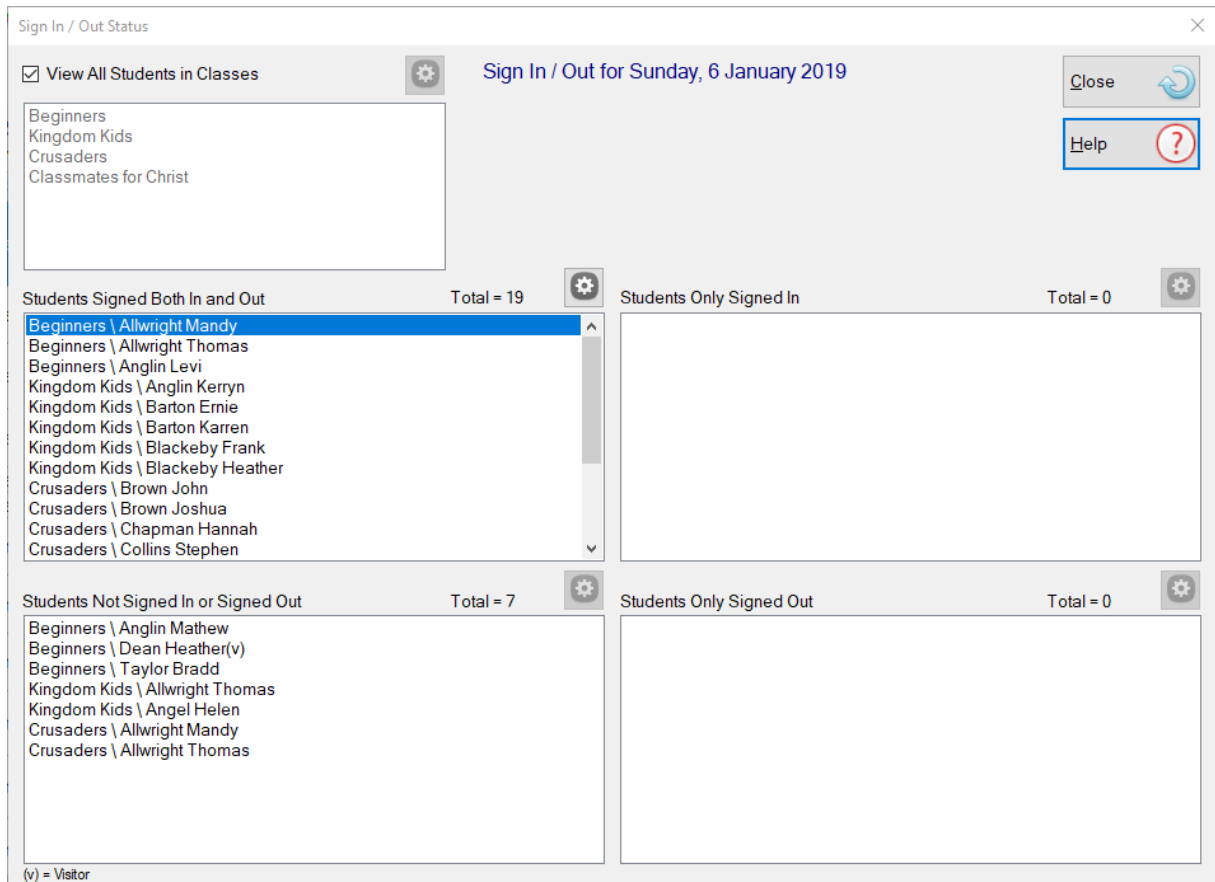 Sign In / Out Status
View All Students in Classes
Sign In / Out for Sunday, 6 January 2019
Close
Help
Beginners
Kingdom Kids
Crusaders
Classmates for Christ
Students Signed Both In and Out Total = 19
Beginners \ Allwright Mandy
Beginners \ Allwright Thomas
Beginners \ Anglin Levi
Kingdom Kids \ Anglin Kerryn
Kingdom Kids \ Barton Ernie
Kingdom Kids \ Barton Karren
Kingdom Kids \ Blackeby Frank
Kingdom Kids \ Blackeby Heather
Crusaders \ Brown John
Crusaders \ Brown Joshua
Crusaders \ Chapman Hannah
Crusaders \ Collins Stephen
Students Only Signed In Total = 0
Students Not Signed In or Signed Out Total = 7
Beginners \ Anglin Mathew
Beginners \ Dean Heather(v)
Beginners \ Taylor Bradd
Kingdom Kids \ Allwright Thomas
Kingdom Kids \ Angel Helen
Crusaders \ Allwright Mandy
Crusaders \ Allwright Thomas
Students Only Signed Out Total = 0
(v) = Visitor